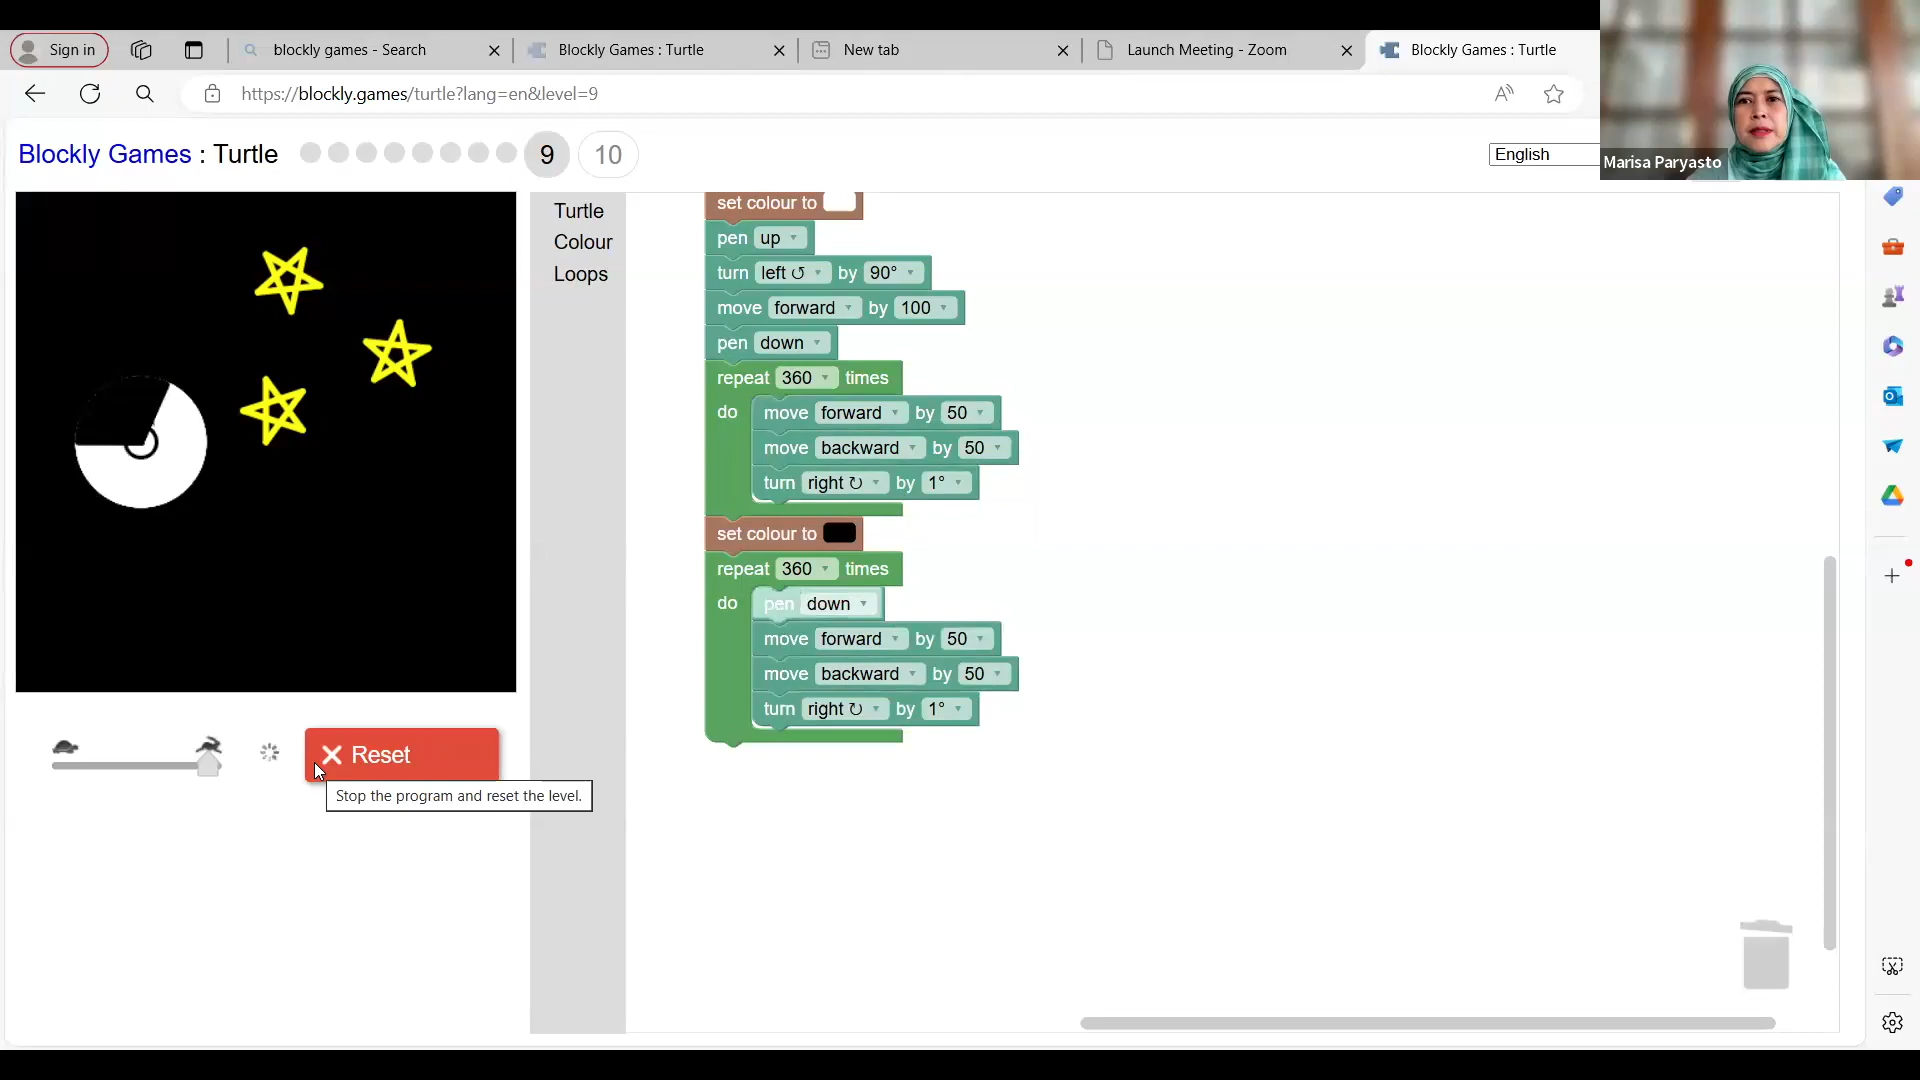 Sign in
blockly games - Search
Blockly Games : Turtle
New tab
Launch Meeting - Zoom
Blockly Games : Turtle
https://blockly.games/turtle?lang=en&level=9
Marisa Paryasto
Blockly Games : Turtle
9
10
English
Turtle
Colour
Loops
set colour to
pen up
turn left ↺ by 90°
move forward by 100
pen down
repeat 360 times
do move forward by 50
move backward by 50
turn right ↻ by 1°
set colour to
repeat 360 times
do pen down
move forward by 50
move backward by 50
turn right ↻ by 1°
Reset
Stop the program and reset the level.